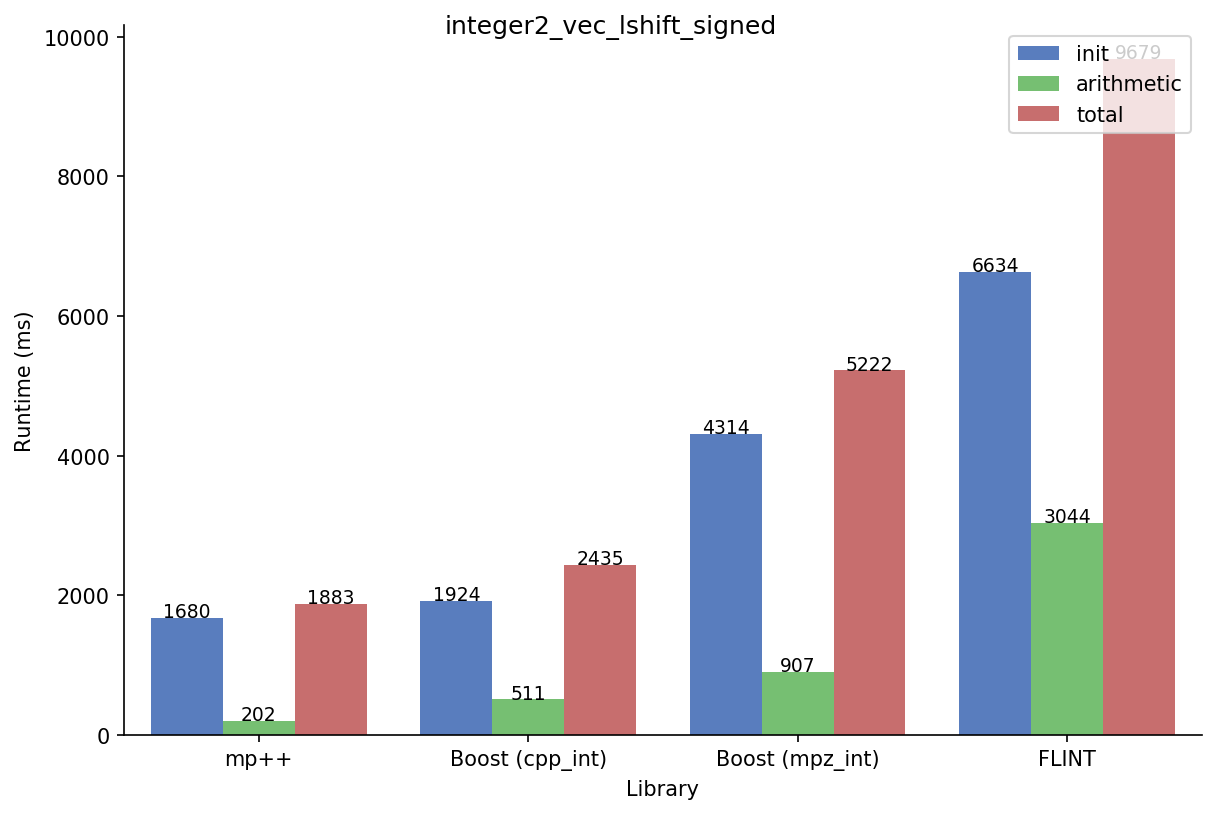 integer2_vec_lshift_signed
10000
8000
6000
4000
2000
0
Runtime (ms)
init
arithmetic
total
1680
202
1883
1924
511
2435
4314
907
5222
6634
3044
9679
mp++
Boost (cpp_int)
Boost (mpz_int)
FLINT
Library